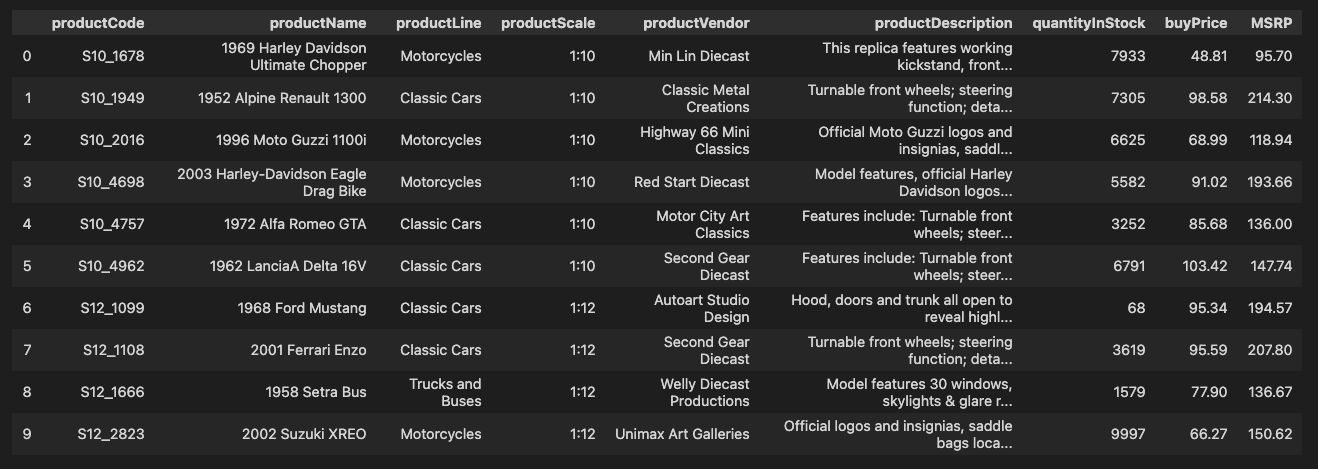 productCode productName productLine productScale productVendor productDescription quantityInStock buyPrice MSRP
0 S10_1678 1969 Harley Davidson Ultimate Chopper Motorcycles 1:10 Min Lin Diecast This replica features working kickstand, front... 7933 48.81 95.70
1 S10_1949 1952 Alpine Renault 1300 Classic Cars 1:10 Classic Metal Creations Turnable front wheels; steering function; deta... 7305 98.58 214.30
2 S10_2016 1996 Moto Guzzi 1100i Motorcycles 1:10 Highway 66 Mini Classics Official Moto Guzzi logos and insignias, saddl... 6625 68.99 118.94
3 S10_4698 2003 Harley-Davidson Eagle Drag Bike Motorcycles 1:10 Red Start Diecast Model features, official Harley Davidson logos... 5582 91.02 193.66
4 S10_4757 1972 Alfa Romeo GTA Classic Cars 1:10 Motor City Art Classics Features include: Turnable front wheels; steer... 3252 85.68 136.00
5 S10_4962 1962 LanciaA Delta 16V Classic Cars 1:10 Second Gear Diecast Features include: Turnable front wheels; steer... 6791 103.42 147.74
6 S12_1099 1968 Ford Mustang Classic Cars 1:12 Autoart Studio Design Hood, doors and trunk all open to reveal highl... 68 95.34 194.57
7 S12_1108 2001 Ferrari Enzo Classic Cars 1:12 Second Gear Diecast Turnable front wheels; steering function; deta... 3619 95.59 207.80
8 S12_1666 1958 Setra Bus Trucks and Buses 1:12 Welly Diecast Productions Model features 30 windows, skylights & glare r... 1579 77.90 136.67
9 S12_2823 2002 Suzuki XREO Motorcycles 1:12 Unimax Art Galleries Official logos and insignias, saddle bags loca... 9997 66.27 150.62